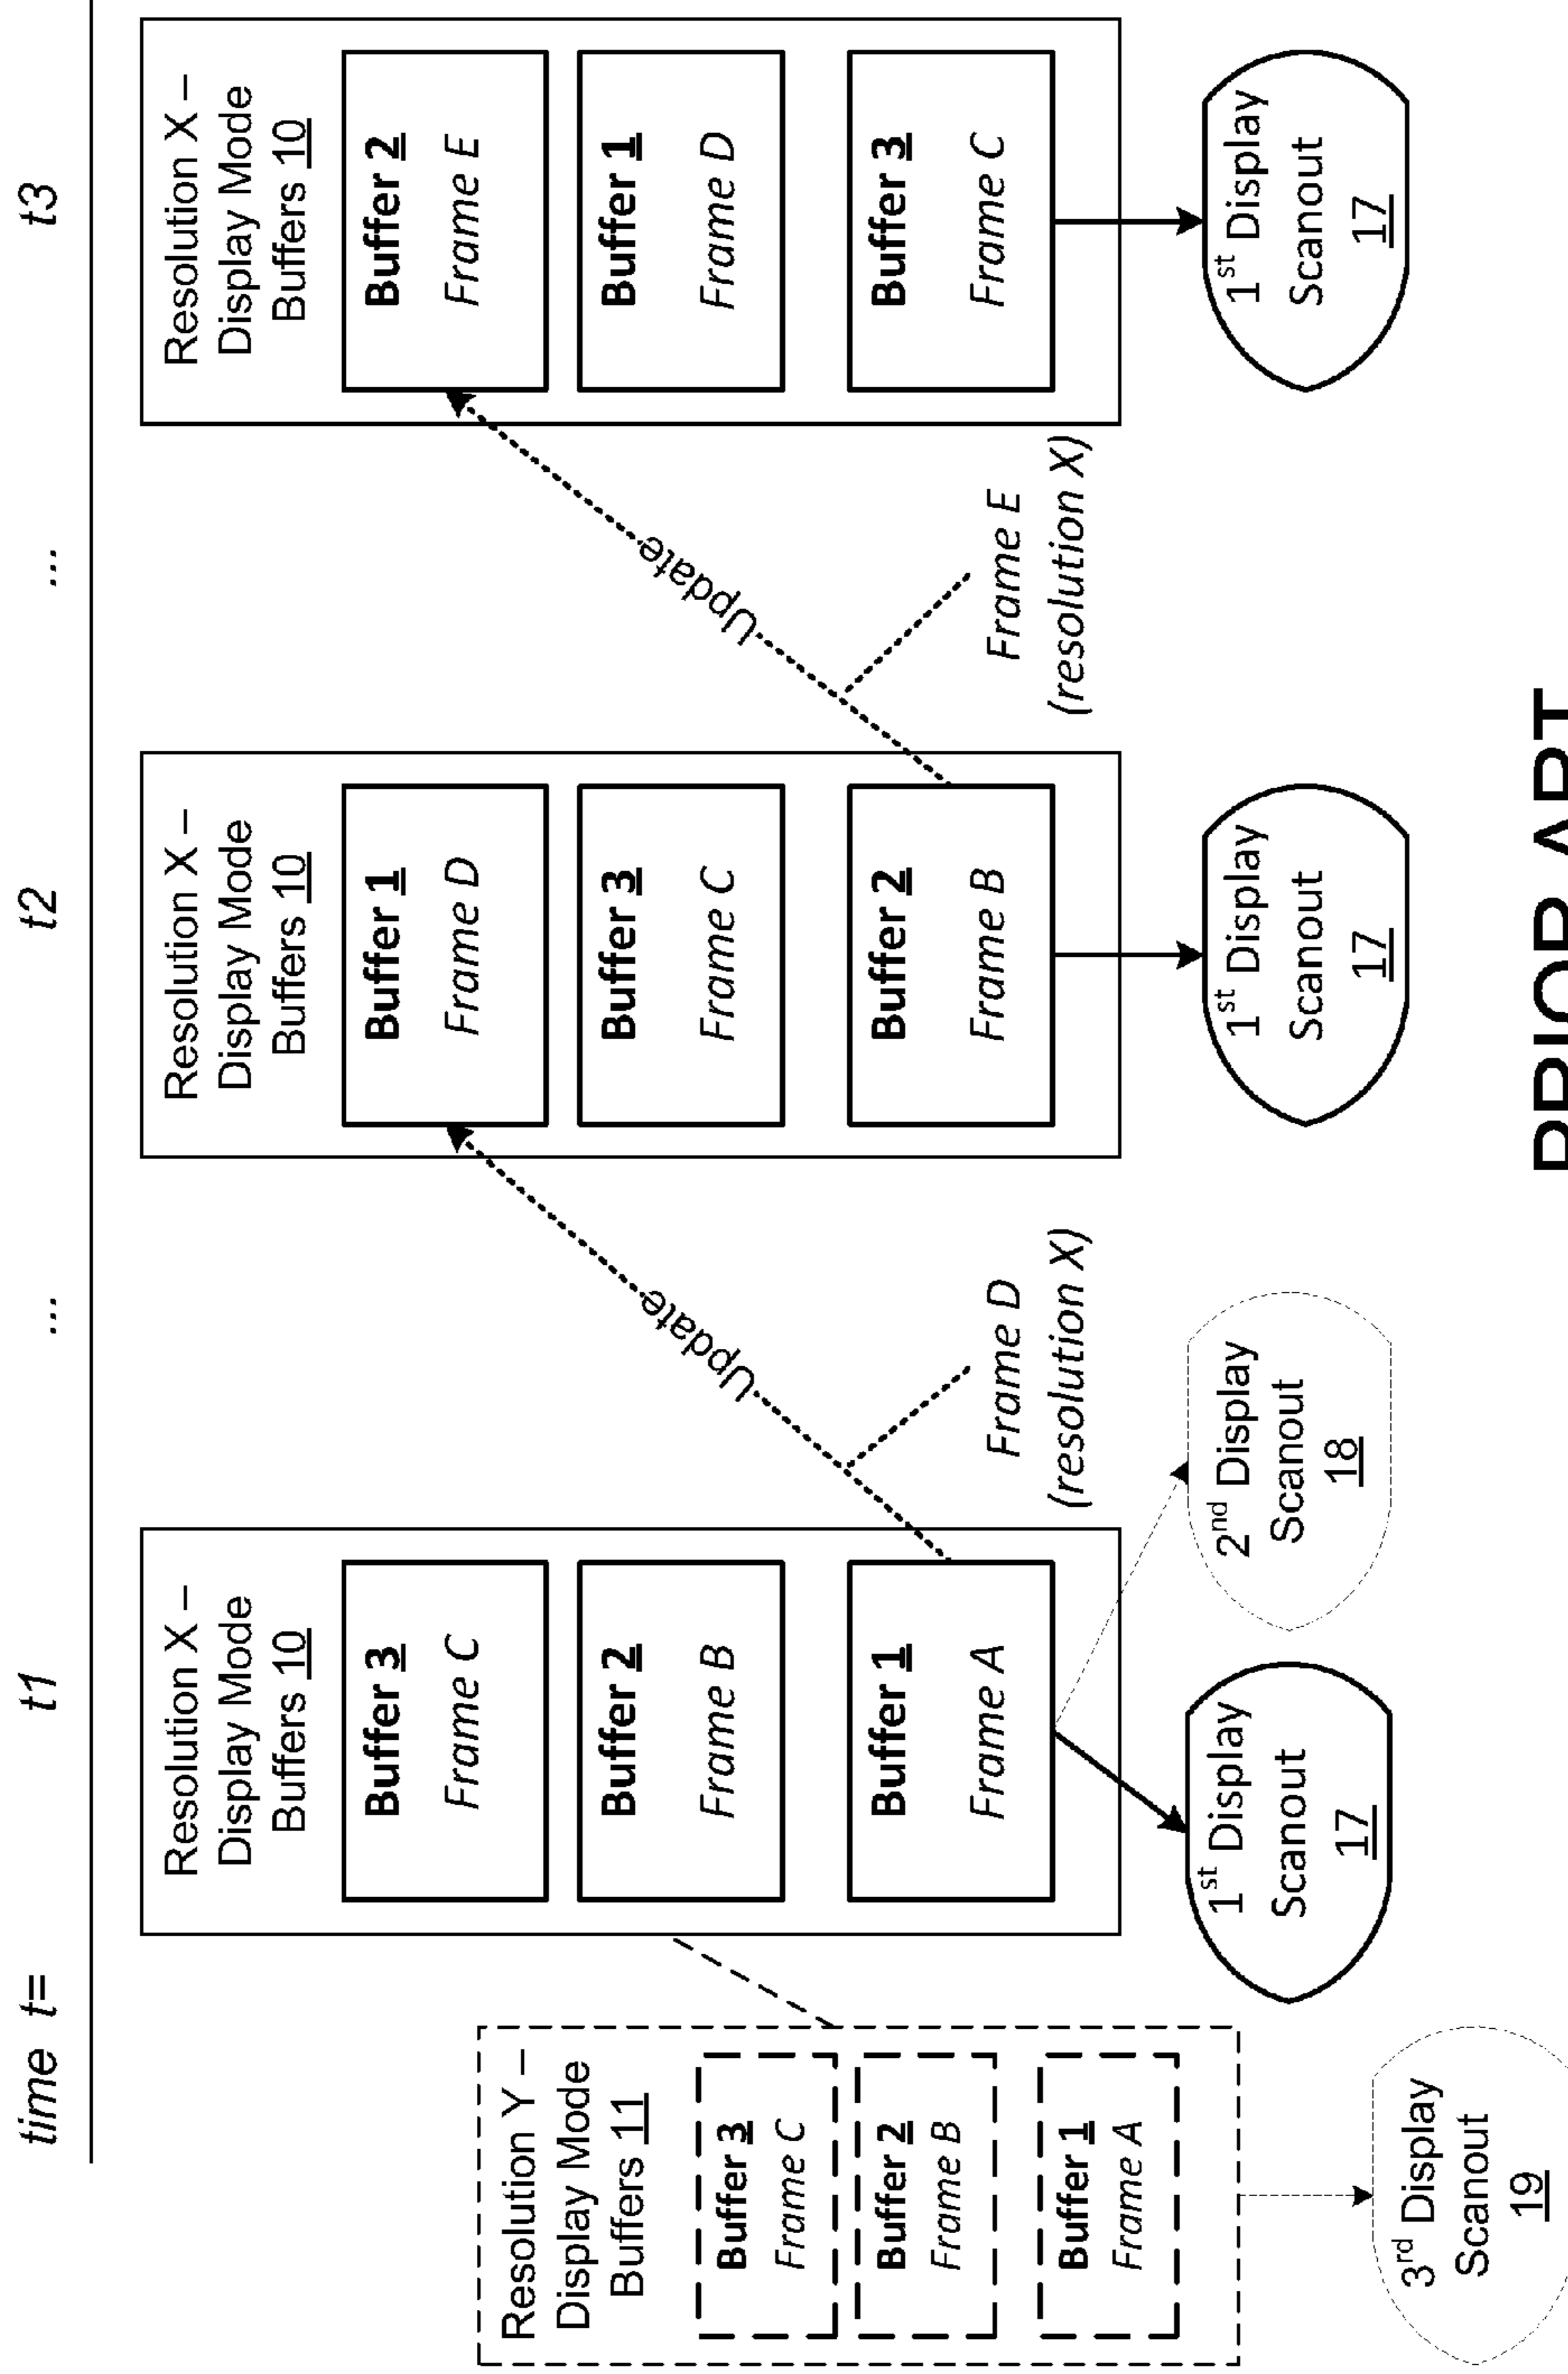 time t= t1 ... t2 ... t3
Resolution Y –
Display Mode
Buffers 11
Buffer 3
Frame C
Buffer 2
Frame B
Buffer 1
Frame A
3rd Display
Scanout
19
Resolution X –
Display Mode
Buffers 10
Buffer 3
Frame C
Buffer 2
Frame B
Buffer 1
Frame A
1st Display
Scanout
17
2nd Display
Scanout
18
Update
Frame D
(resolution X)
Resolution X –
Display Mode
Buffers 10
Buffer 1
Frame D
Buffer 3
Frame C
Buffer 2
Frame B
1st Display
Scanout
17
Update
Frame E
(resolution X)
Resolution X –
Display Mode
Buffers 10
Buffer 2
Frame E
Buffer 1
Frame D
Buffer 3
Frame C
1st Display
Scanout
17
PRIOR ART